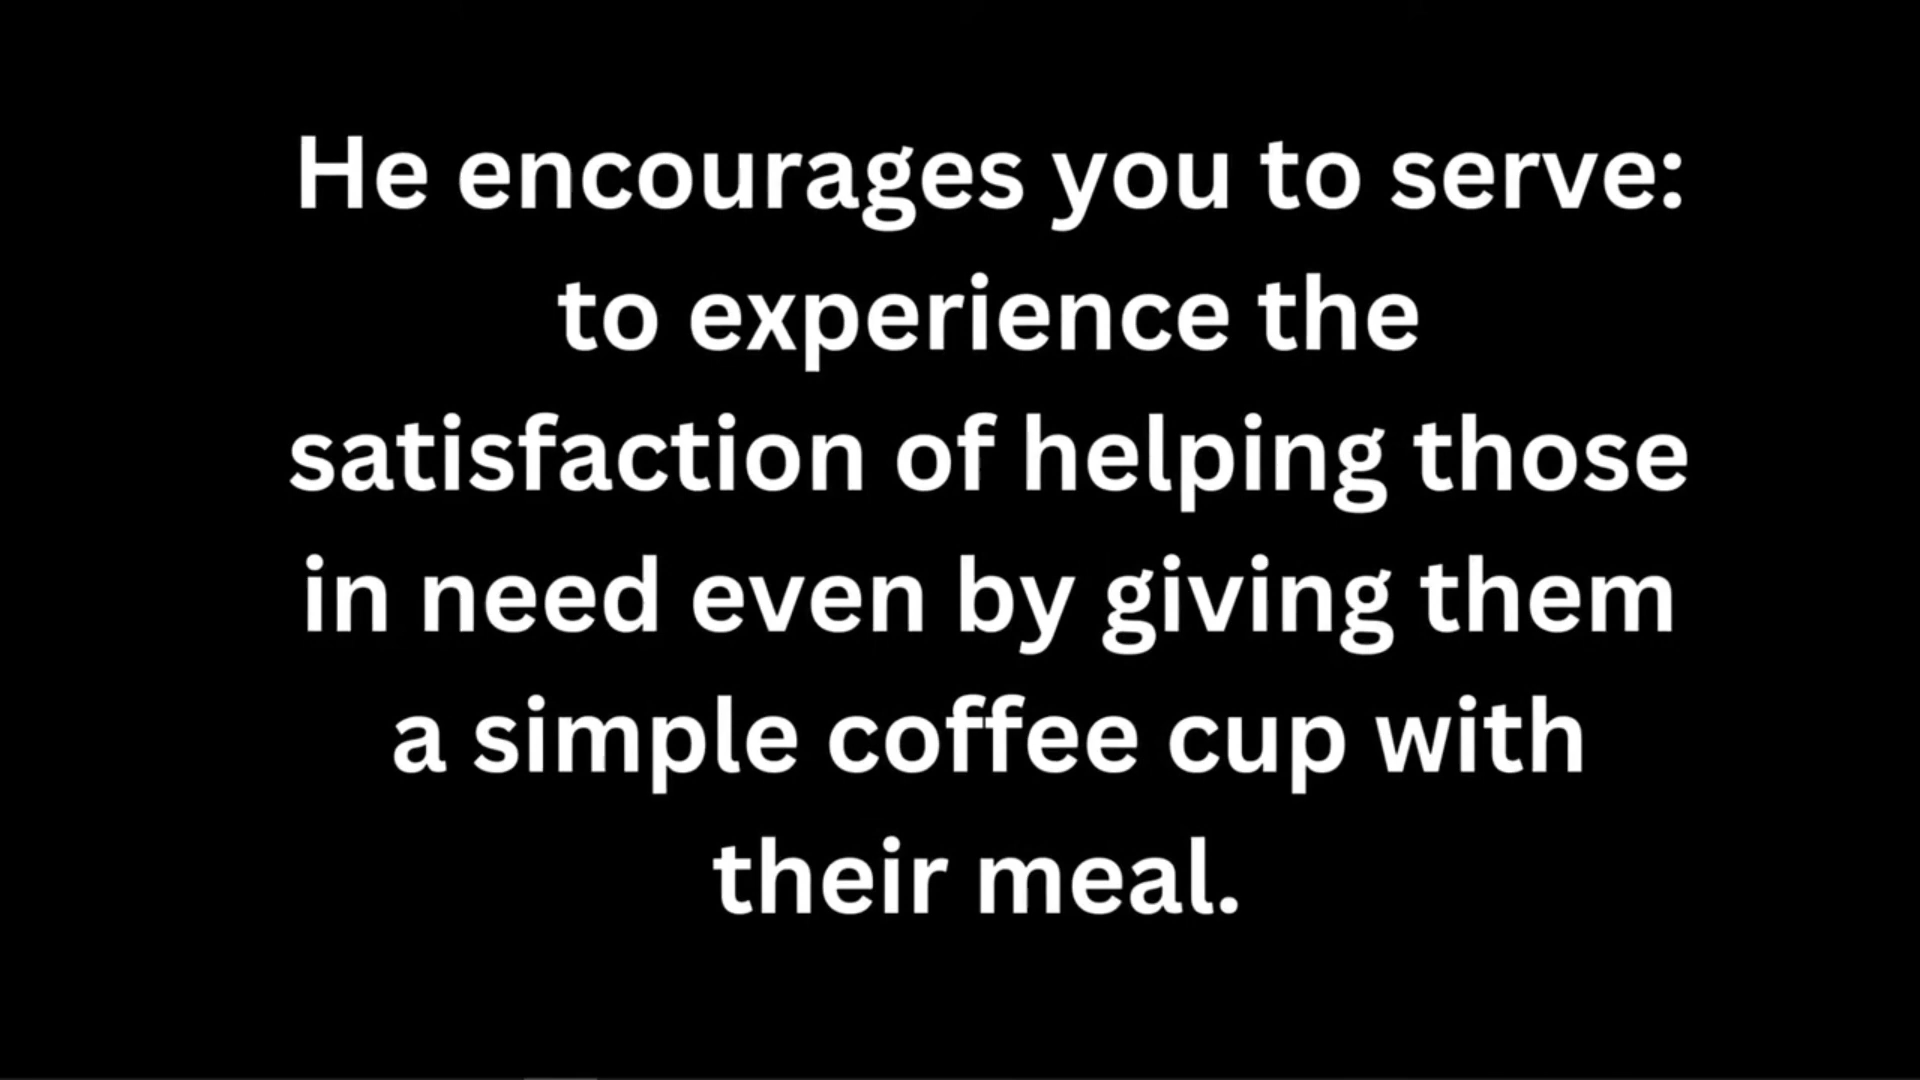 He encourages you to serve:
to experience the
satisfaction of helping those
in need even by giving them
a simple coffee cup with
their meal.